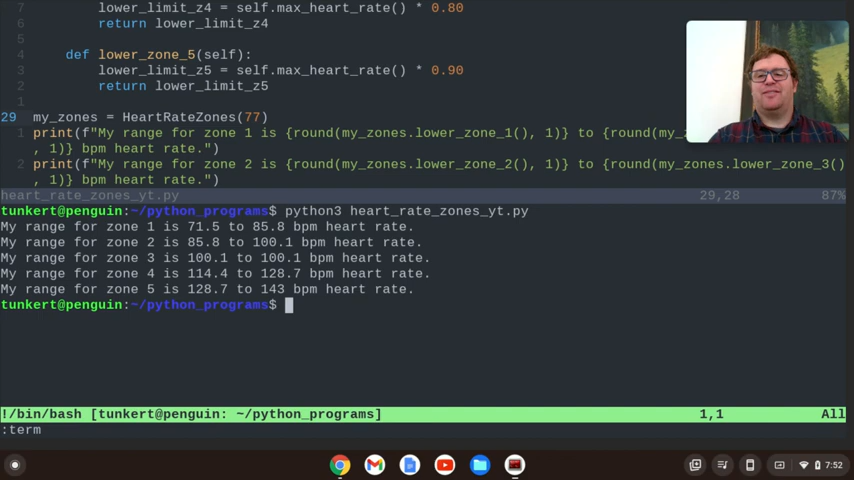 7        lower_limit_z4 = self.max_heart_rate() * 0.80
6        return lower_limit_z4
5
4    def lower_zone_5(self):
3        lower_limit_z5 = self.max_heart_rate() * 0.90
2        return lower_limit_z5
1
29  my_zones = HeartRateZones(77)
1 print(f"My range for zone 1 is {round(my_zones.lower_zone_1(), 1)} to {round(my_z
, 1)} bpm heart rate.")
2 print(f"My range for zone 2 is {round(my_zones.lower_zone_2(), 1)} to {round(my_zones.lower_zone_3()
, 1)} bpm heart rate.")
heart_rate_zones_yt.py 29,28 87%
tunkert@penguin:~/python_programs$ python3 heart_rate_zones_yt.py
My range for zone 1 is 71.5 to 85.8 bpm heart rate.
My range for zone 2 is 85.8 to 100.1 bpm heart rate.
My range for zone 3 is 100.1 to 100.1 bpm heart rate.
My range for zone 4 is 114.4 to 128.7 bpm heart rate.
My range for zone 5 is 128.7 to 143 bpm heart rate.
tunkert@penguin:~/python_programs$
!/bin/bash [tunkert@penguin: ~/python_programs] 1,1 All
:term
7:52